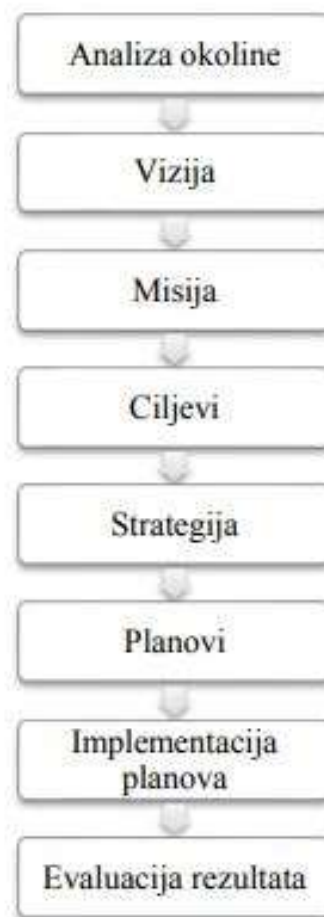 Analiza okoline
Vizija
Misija
Ciljevi
Strategija
Planovi
Implementacija
planova
Evaluacija rezultata